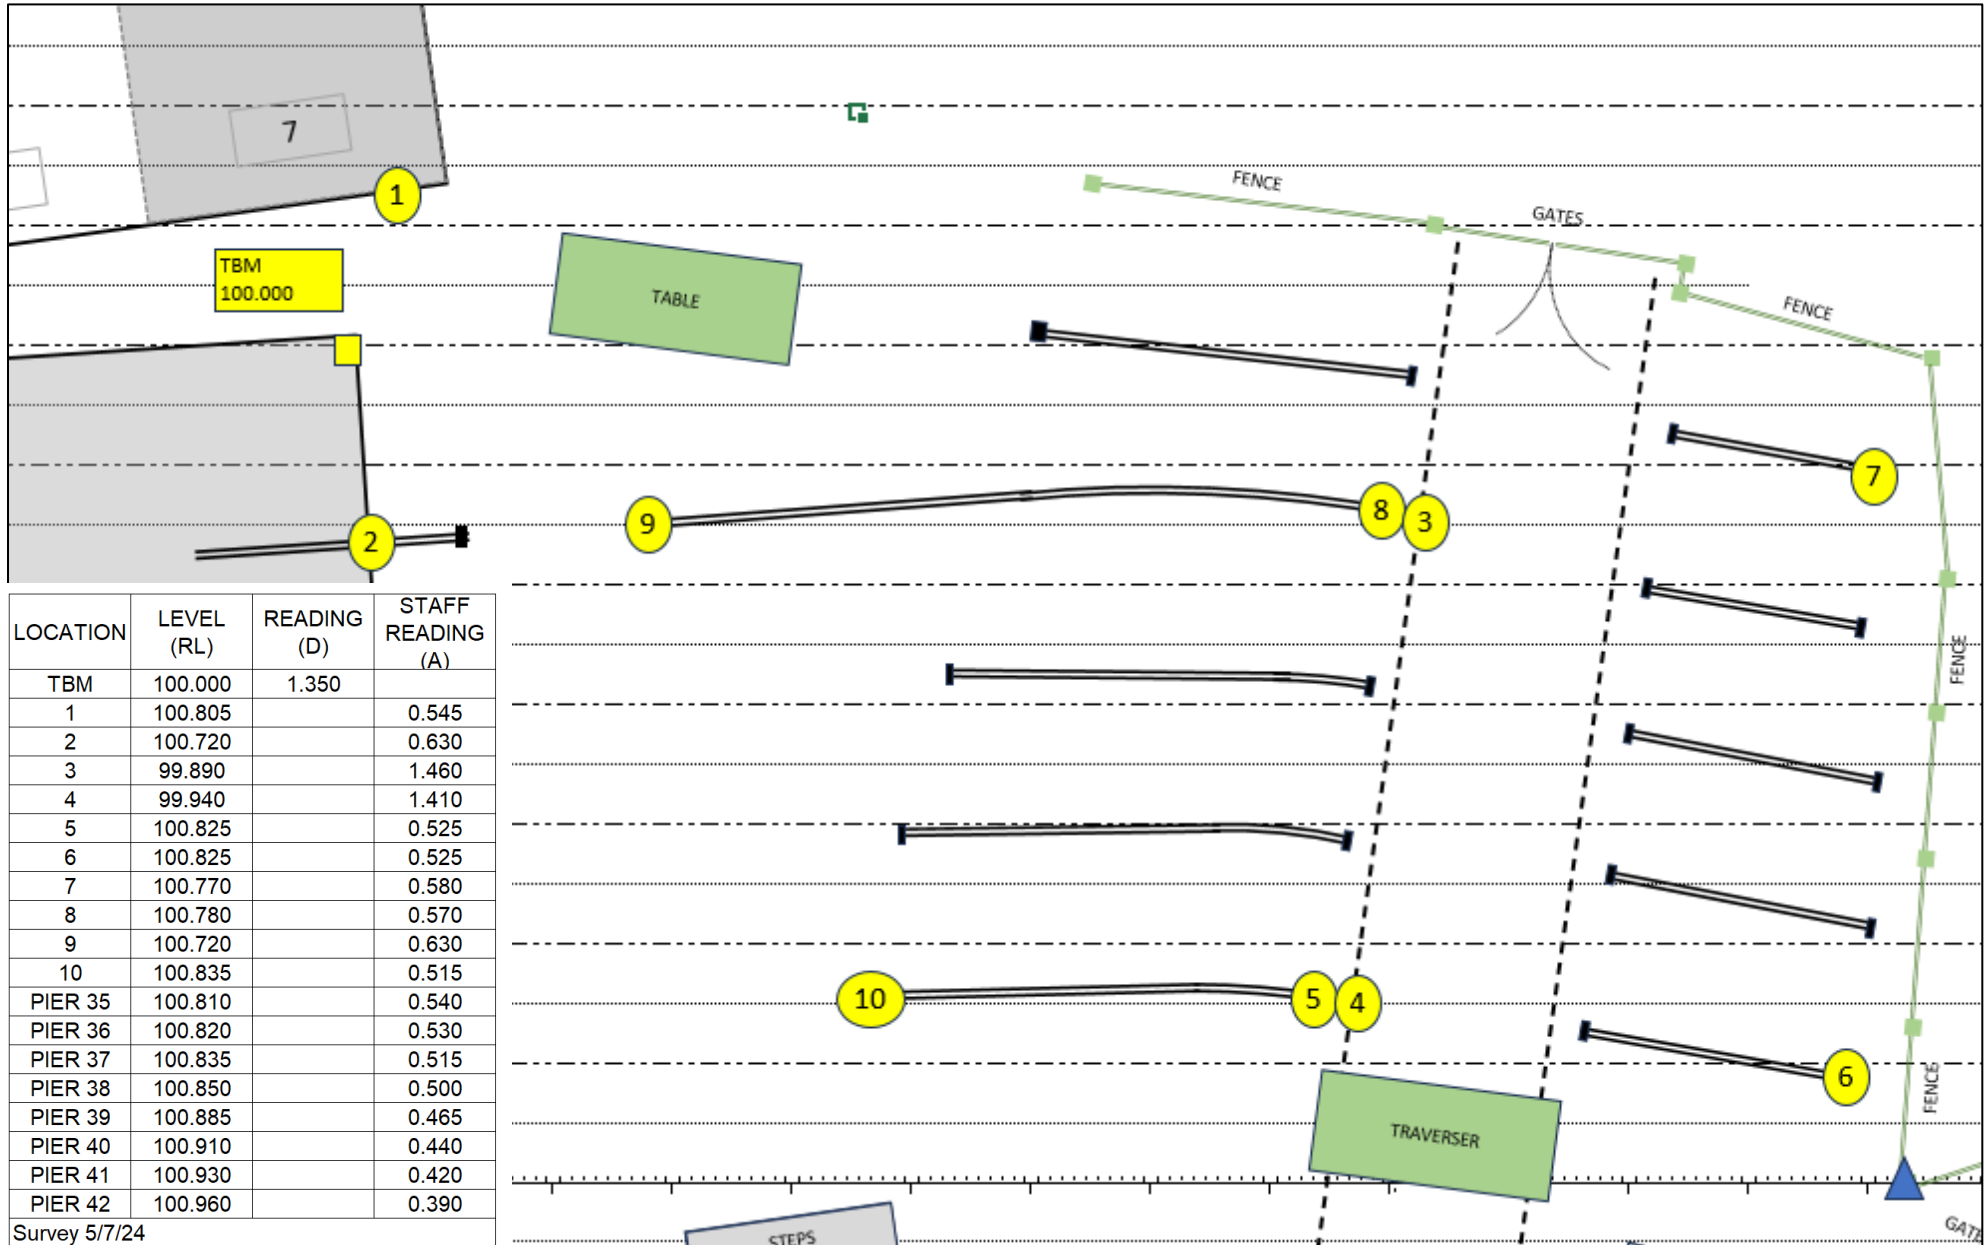 7
1
FENCE
GATES
TBM
100.000
TABLE
FENCE
7
8
3
9
2
LOCATION LEVEL (RL) READING (D) STAFF READING (A)
TBM 100.000 1.350
1 100.805 0.545
2 100.720 0.630
3 99.890 1.460
4 99.940 1.410
5 100.825 0.525
6 100.825 0.525
7 100.770 0.580
8 100.780 0.570
9 100.720 0.630
10 100.835 0.515
PIER 35 100.810 0.540
PIER 36 100.820 0.530
PIER 37 100.835 0.515
PIER 38 100.850 0.500
PIER 39 100.885 0.465
PIER 40 100.910 0.440
PIER 41 100.930 0.420
PIER 42 100.960 0.390
Survey 5/7/24
FENCE
10
5
4
6
FENCE
TRAVERSER
STEPS